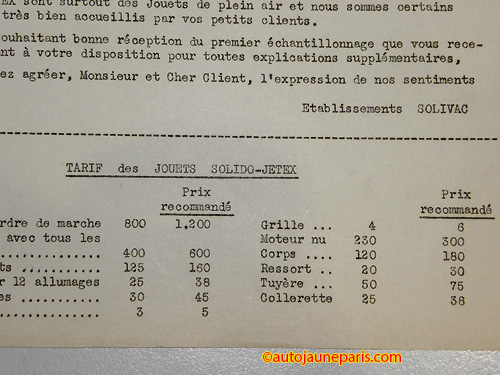 EX sont surtout des Jouets de plein air et nous sommes certains
très bien accueillis par vos petits clients.
ouhaitant bonne réception du premier échantillonnage que vous rece-
nt à votre disposition pour toutes explications supplémentaires,
ez agréer, Monsieur et Cher Client, l'expression de nos sentiments
Etablissements SOLIVAC
TARIF des JOUETS SOLIDO-JETEX
Prix recommandé
Prix recommandé
rdre de marche 800 1.200
avec tous les
................ 400 600
ts ........... 125 160
r 12 allumages 25 38
es ............ 30 45
................ 3 5
Grille ... 4 6
Moteur nu 230 300
Corps .... 120 180
Ressort .. 20 30
Tuyère ... 50 75
Collerette 25 38
©autojauneparis.com